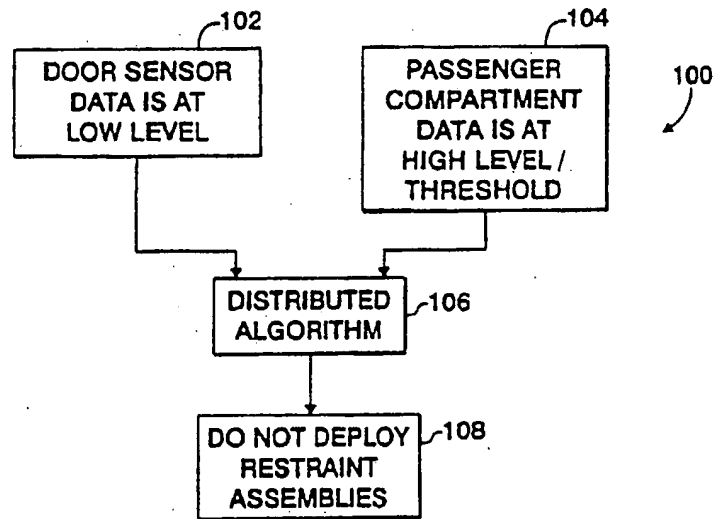 102
DOOR SENSOR
DATA IS AT
LOW LEVEL
104
PASSENGER
COMPARTMENT
DATA IS AT
HIGH LEVEL /
THRESHOLD
100
DISTRIBUTED
ALGORITHM
106
DO NOT DEPLOY
RESTRAINT
ASSEMBLIES
108